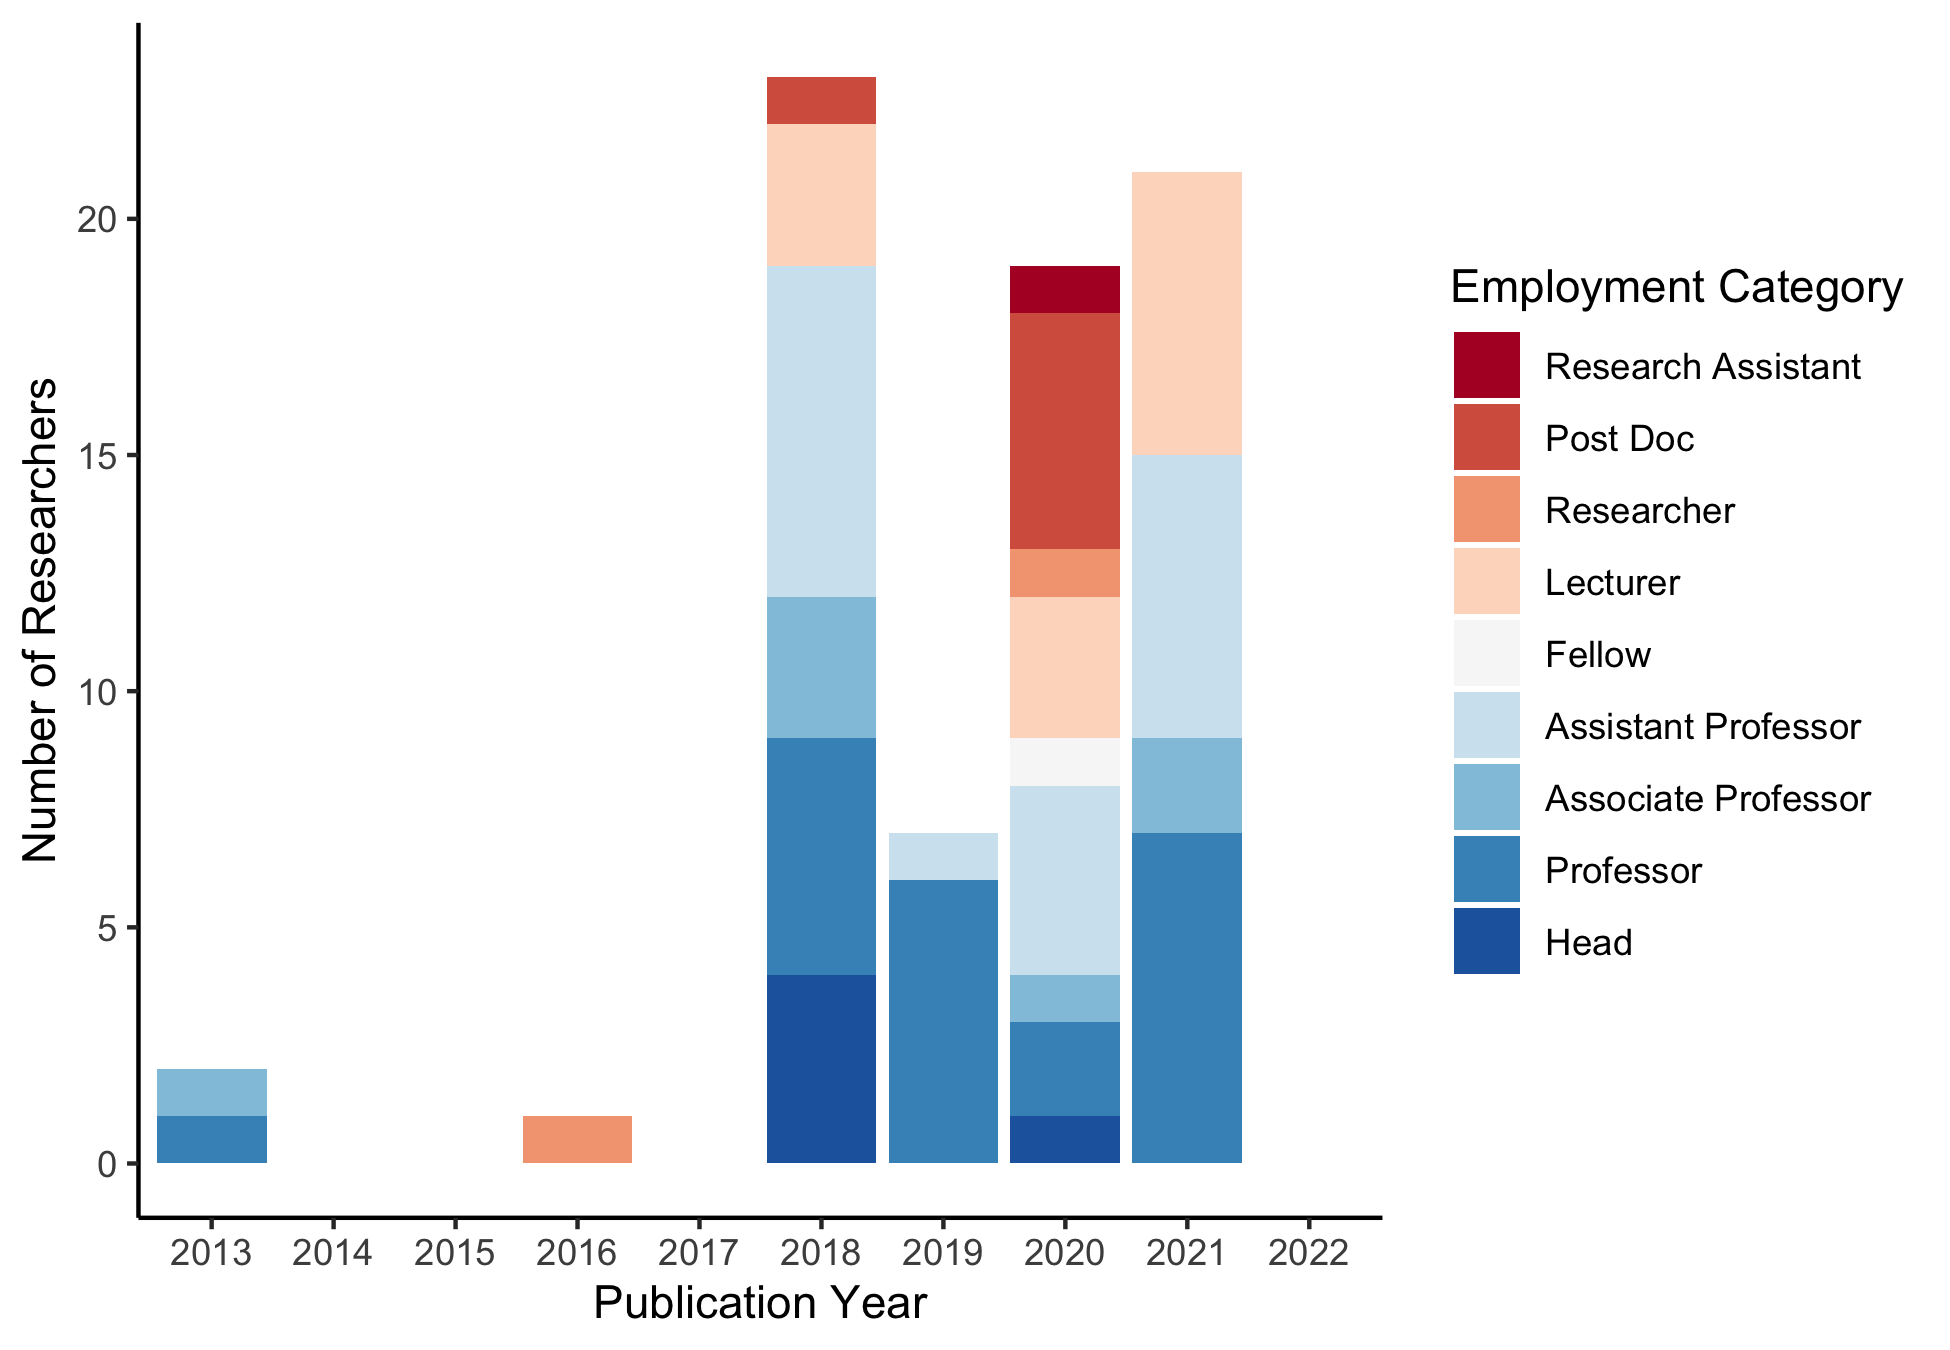 Number of Researchers
20
15
10
5
0
2013 2014 2015 2016 2017 2018 2019 2020 2021 2022
Publication Year
Employment Category
Research Assistant
Post Doc
Researcher
Lecturer
Fellow
Assistant Professor
Associate Professor
Professor
Head